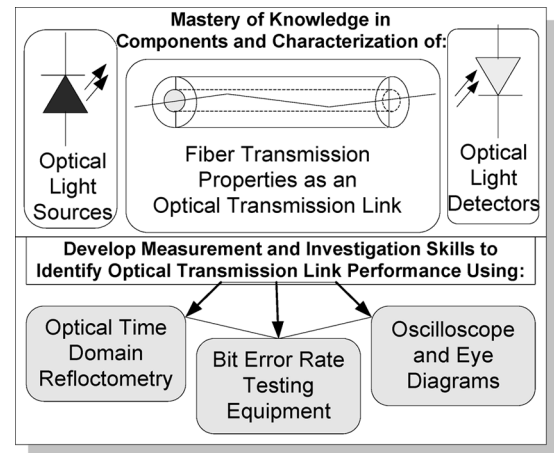 Mastery of Knowledge in
Components and Characterization of:
Optical
Light
Sources
Fiber Transmission
Properties as an
Optical Transmission Link
Optical
Light
Detectors
Develop Measurement and Investigation Skills to
Identify Optical Transmission Link Performance Using:
Optical Time
Domain
Refloctometry
Bit Error Rate
Testing
Equipment
Oscilloscope
and Eye
Diagrams